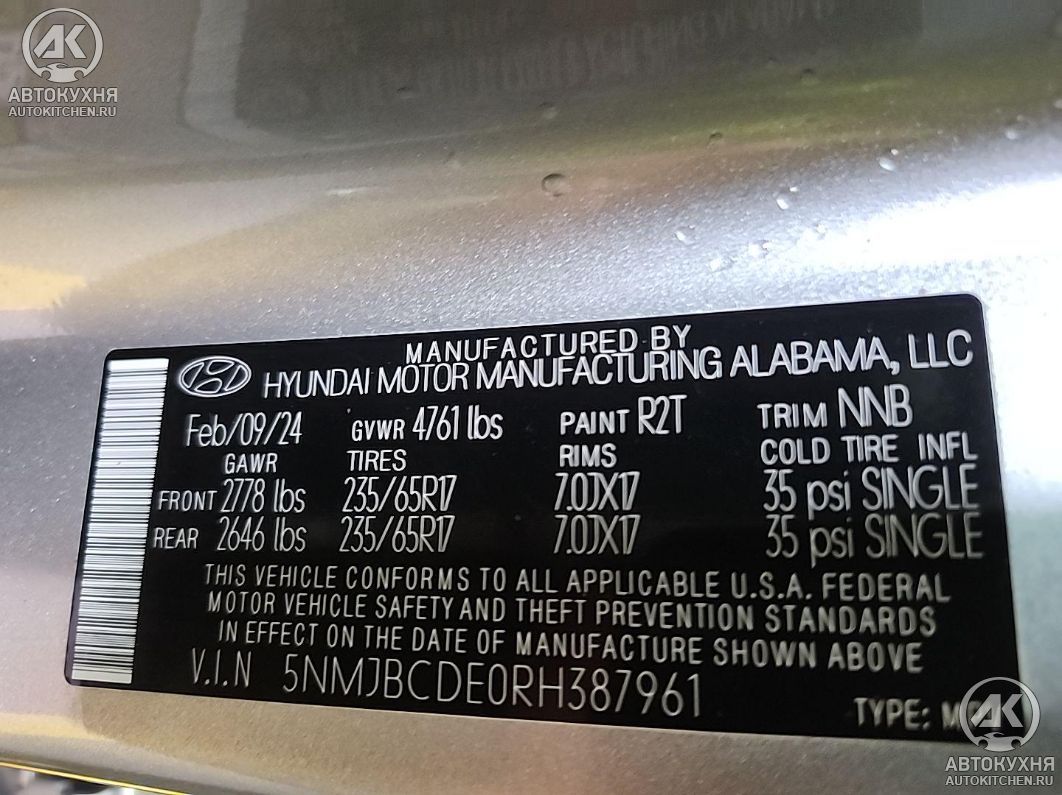 АК
АВТОКУХНЯ
AUTOKITCHEN.RU
MANUFACTURED BY
HYUNDAI MOTOR MANUFACTURING ALABAMA, LLC
Feb/09/24 GVWR 4761 lbs PAINT R2T TRIM NNB
GAWR TIRES RIMS COLD TIRE INFL
FRONT 2778 lbs 235/65R17 7.0JX17 35 psi SINGLE
REAR 2646 lbs 235/65R17 7.0JX17 35 psi SINGLE
THIS VEHICLE CONFORMS TO ALL APPLICABLE U.S.A. FEDERAL
MOTOR VEHICLE SAFETY AND THEFT PREVENTION STANDARDS
IN EFFECT ON THE DATE OF MANUFACTURE SHOWN ABOVE
V.I.N 5NMJBCDE0RH387961
TYPE:
АК
АВТОКУХНЯ
AUTOKITCHEN.RU